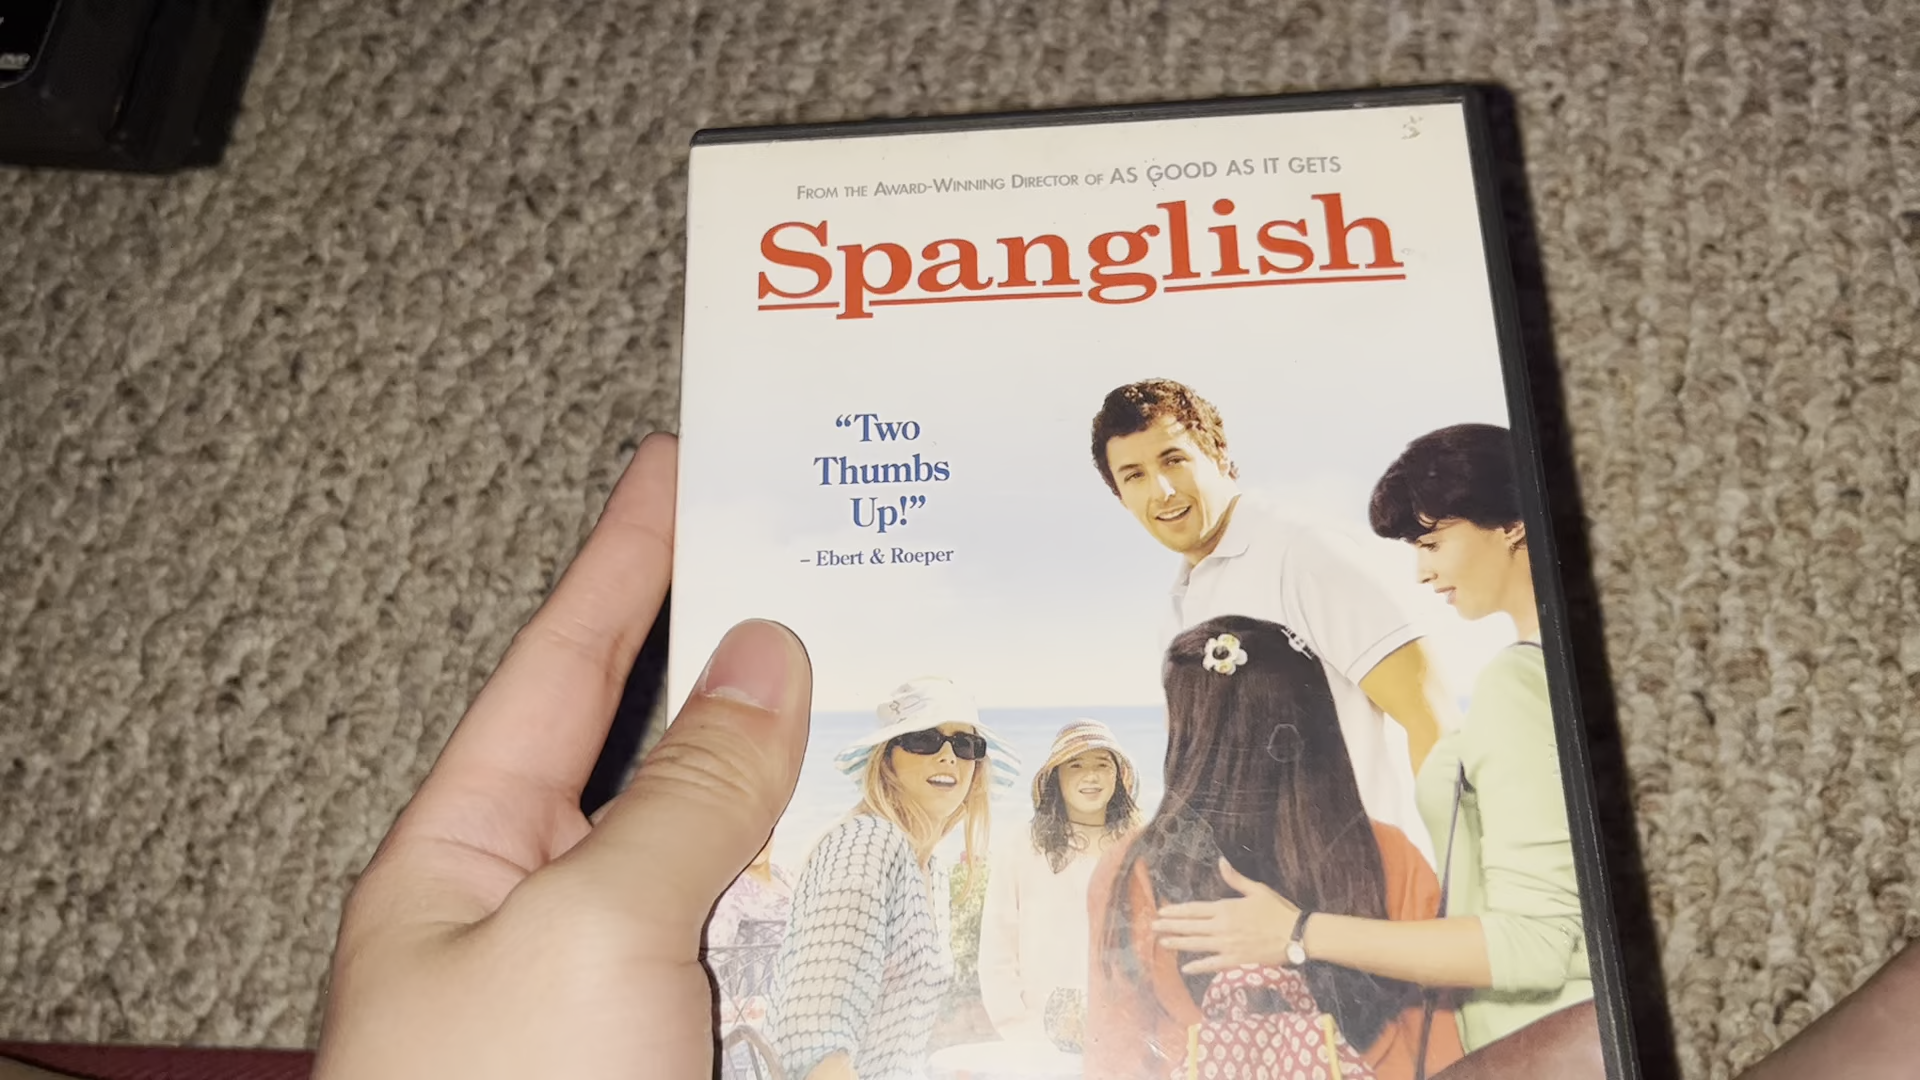 FROM THE AWARD-WINNING DIRECTOR OF AS GOOD AS IT GETS
Spanglish
“Two
Thumbs
Up!”
– Ebert & Roeper